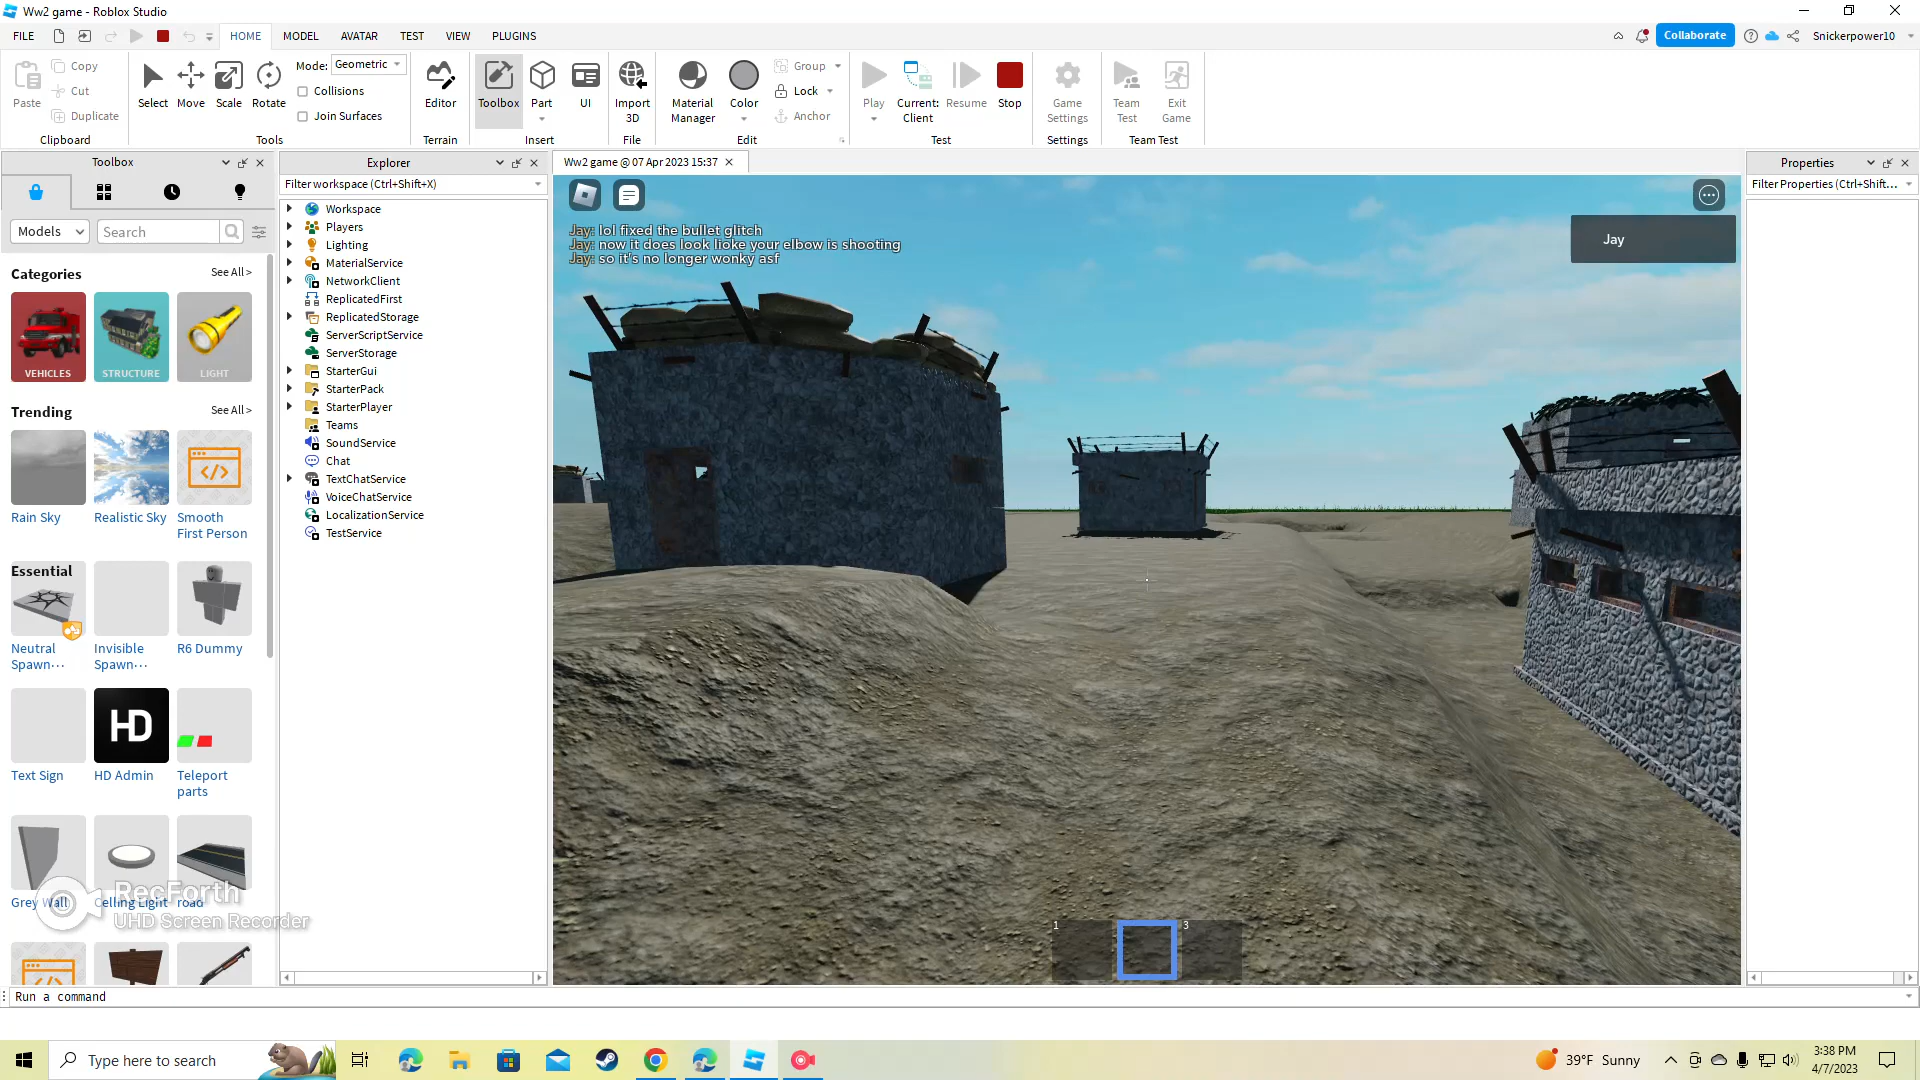 Ww2 game - Roblox Studio
FILE HOME MODEL AVATAR TEST VIEW PLUGINS Collaborate Snickerpower10
Paste Copy Cut Duplicate Clipboard
Select Move Scale Rotate Mode: Geometric Collisions Join Surfaces Tools
Editor Terrain
Toolbox Part UI Insert
Import 3D File
Material Manager Color Group Lock Anchor Edit
Play Current: Client Resume Stop Test
Game Settings Settings
Team Test Exit Game Team Test
Toolbox
Models Search
Categories See All >
VEHICLES STRUCTURE LIGHT
Trending See All >
Rain Sky Realistic Sky Smooth First Person
Essential
Neutral Spawn... Invisible Spawn... R6 Dummy
HD
Text Sign HD Admin Teleport parts
Grey Wall Celling Light road
RecForth
UHD Screen Recorder
Explorer
Filter workspace (Ctrl+Shift+X)
Workspace
Players
Lighting
MaterialService
NetworkClient
ReplicatedFirst
ReplicatedStorage
ServerScriptService
ServerStorage
StarterGui
StarterPack
StarterPlayer
Teams
SoundService
Chat
TextChatService
VoiceChatService
LocalizationService
TestService
Ww2 game @ 07 Apr 2023 15:37
Jay: lol fixed the bullet glitch
Jay: now it does look lioke your elbow is shooting
Jay: so it's no longer wonky asf
Jay
1 3
Properties
Filter Properties (Ctrl+Shift...
Run a command
Type here to search
39°F Sunny
3:38 PM
4/7/2023